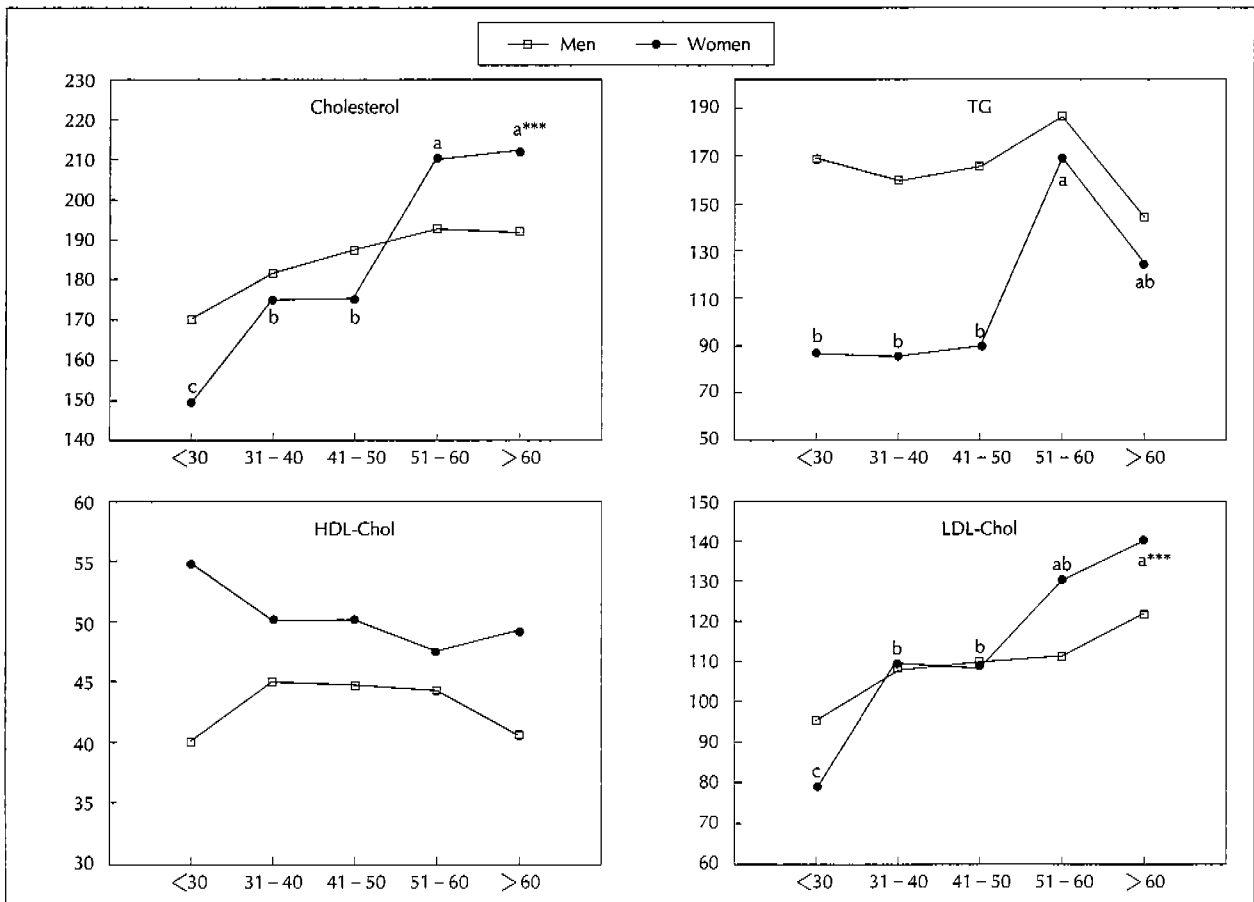 Men Women
Cholesterol
230
220
210
200
190
180
170
160
150
140
c
b
b
a
a***
<30 31-40 41-50 51-60 >60
TG
190
170
150
130
110
90
70
50
b
b
b
a
ab
<30 31-40 41-50 51-60 >60
HDL-Chol
60
55
50
45
40
35
30
<30 31-40 41-50 51-60 >60
LDL-Chol
150
140
130
120
110
100
90
80
70
60
c
b
b
ab
a***
<30 31-40 41-50 51-60 >60